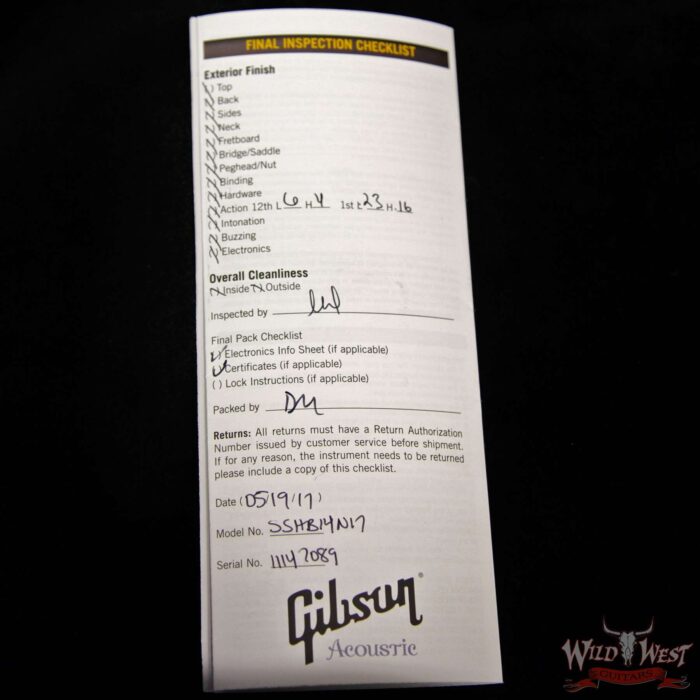 FINAL INSPECTION CHECKLIST
Exterior Finish
( ) Top
( ) Back
( ) Sides
( ) Neck
( ) Fretboard
( ) Bridge/Saddle
( ) Peghead/Nut
( ) Binding
( ) Hardware
( ) Action 12th L 6 H 4 1st L 23 H .16
( ) Intonation
( ) Buzzing
( ) Electronics
Overall Cleanliness
( ) Inside ( ) Outside
Inspected by
Final Pack Checklist
( ) Electronics Info Sheet (if applicable)
( ) Certificates (if applicable)
( ) Lock Instructions (if applicable)
Packed by DM
Returns: All returns must have a Return Authorization
Number issued by customer service before shipment.
If for any reason, the instrument needs to be returned
please include a copy of this checklist.
Date (05/19/17)
Model No. SSHB14N17
Serial No. 11147089
Gibson
Acoustic
WILD WEST
GUITARS